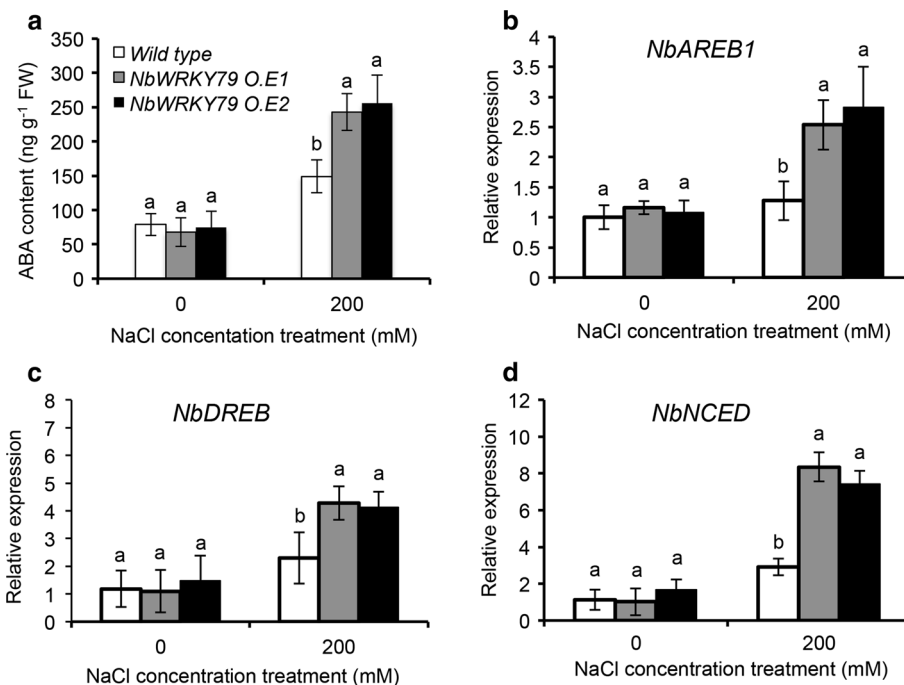 a
350
300
250
200
150
100
50
0
ABA content (ng g⁻¹ FW)
Wild type
NbWRKY79 O.E1
NbWRKY79 O.E2
a a a
b a a
0 200
NaCl concentation treatment (mM)
b
NbAREB1
4
3.5
3
2.5
2
1.5
1
0.5
0
Relative expression
a a a
b a a
0 200
NaCl concentration treatment (mM)
c
NbDREB
8
7
6
5
4
3
2
1
0
Relative expression
a a a
b a a
0 200
NaCl concentration treatment (mM)
d
NbNCED
12
10
8
6
4
2
0
Relative expression
a a a
b a a
0 200
NaCl concentration treatment (mM)